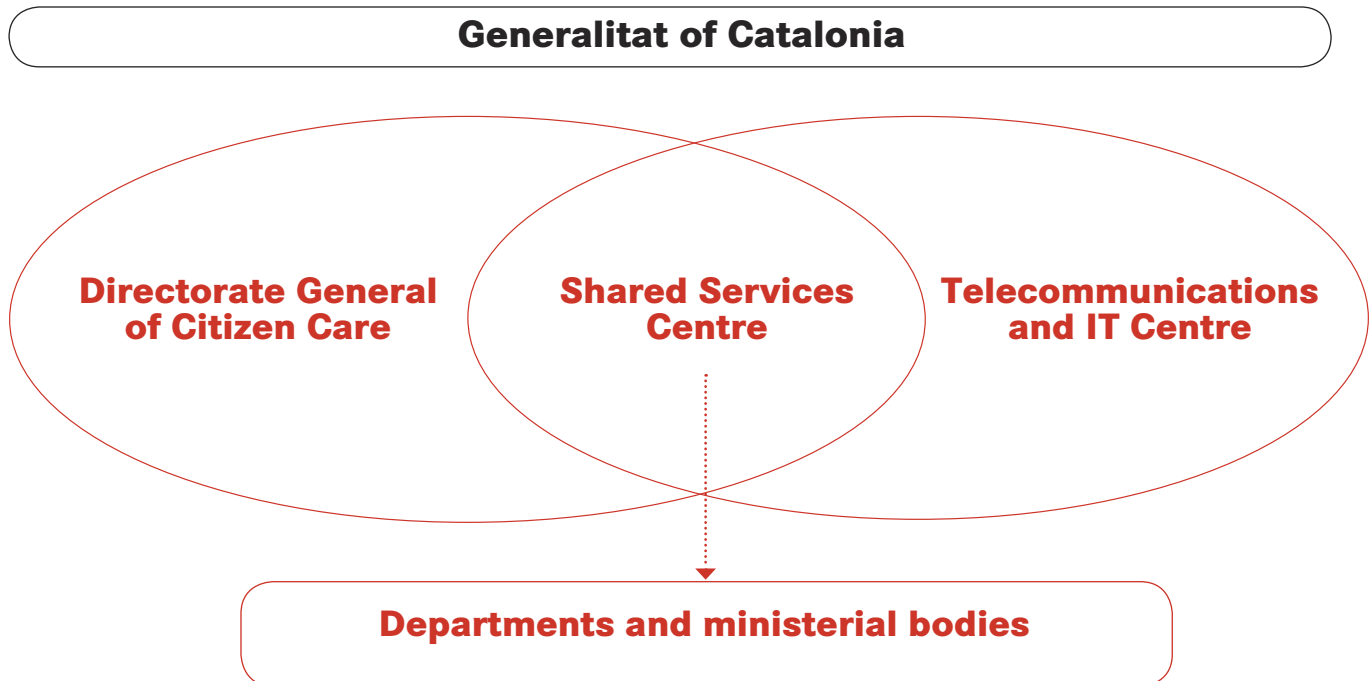 Generalitat of Catalonia
Directorate General
of Citizen Care
Shared Services
Centre
Telecommunications
and IT Centre
Departments and ministerial bodies